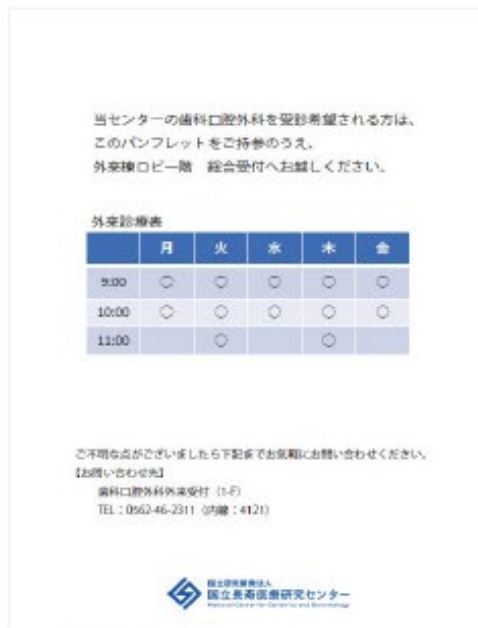 当センターの歯科口腔外科を受診希望される方は、
このパンフレットをご持参のうえ、
外来棟ロビー階　総合受付へお越しください。
外来診療表
月 火 水 木 金
9:00 ○ ○ ○ ○ ○
10:00 ○ ○ ○ ○ ○
11:00 ○ ○
ご不明な点がございましたら下記までお気軽にお問い合わせください。
【お問い合わせ先】
歯科口腔外科外来受付（1-F）
TEL：0562-46-2311（内線：4121）
国立研究開発法人
国立長寿医療研究センター
National Center for Geriatrics and Gerontology